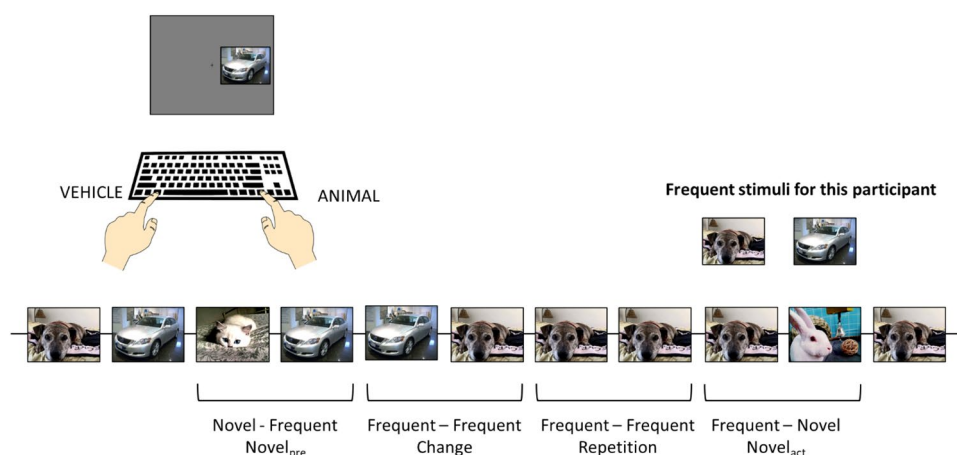 VEHICLE
ANIMAL
Frequent stimuli for this participant
Novel - Frequent
Novelpre
Frequent – Frequent
Change
Frequent – Frequent
Repetition
Frequent – Novel
Novelact